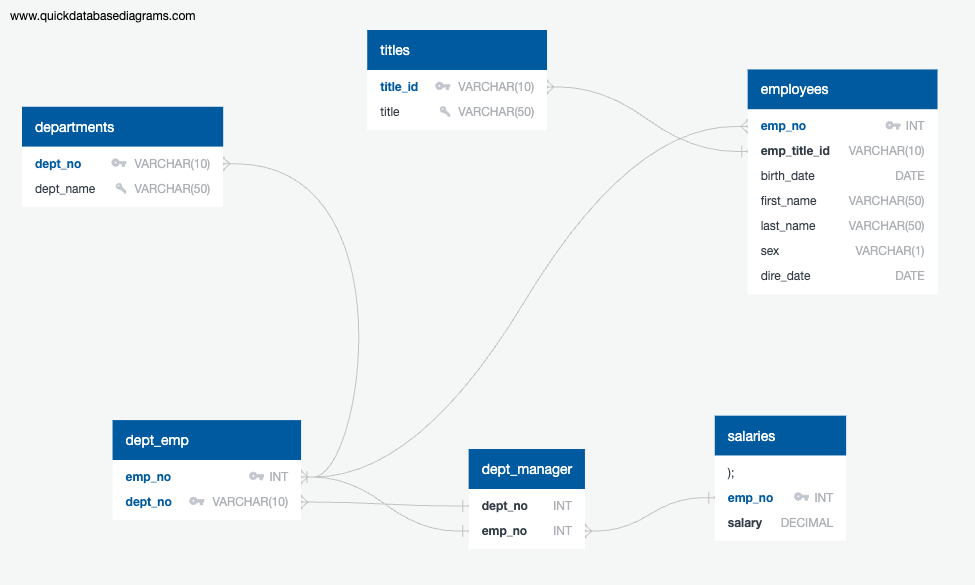 www.quickdatabasediagrams.com
titles
title_id VARCHAR(10)
title VARCHAR(50)
employees
emp_no INT
emp_title_id VARCHAR(10)
birth_date DATE
first_name VARCHAR(50)
last_name VARCHAR(50)
sex VARCHAR(1)
dire_date DATE
departments
dept_no VARCHAR(10)
dept_name VARCHAR(50)
dept_emp
emp_no INT
dept_no VARCHAR(10)
dept_manager
dept_no INT
emp_no INT
salaries
);
emp_no INT
salary DECIMAL